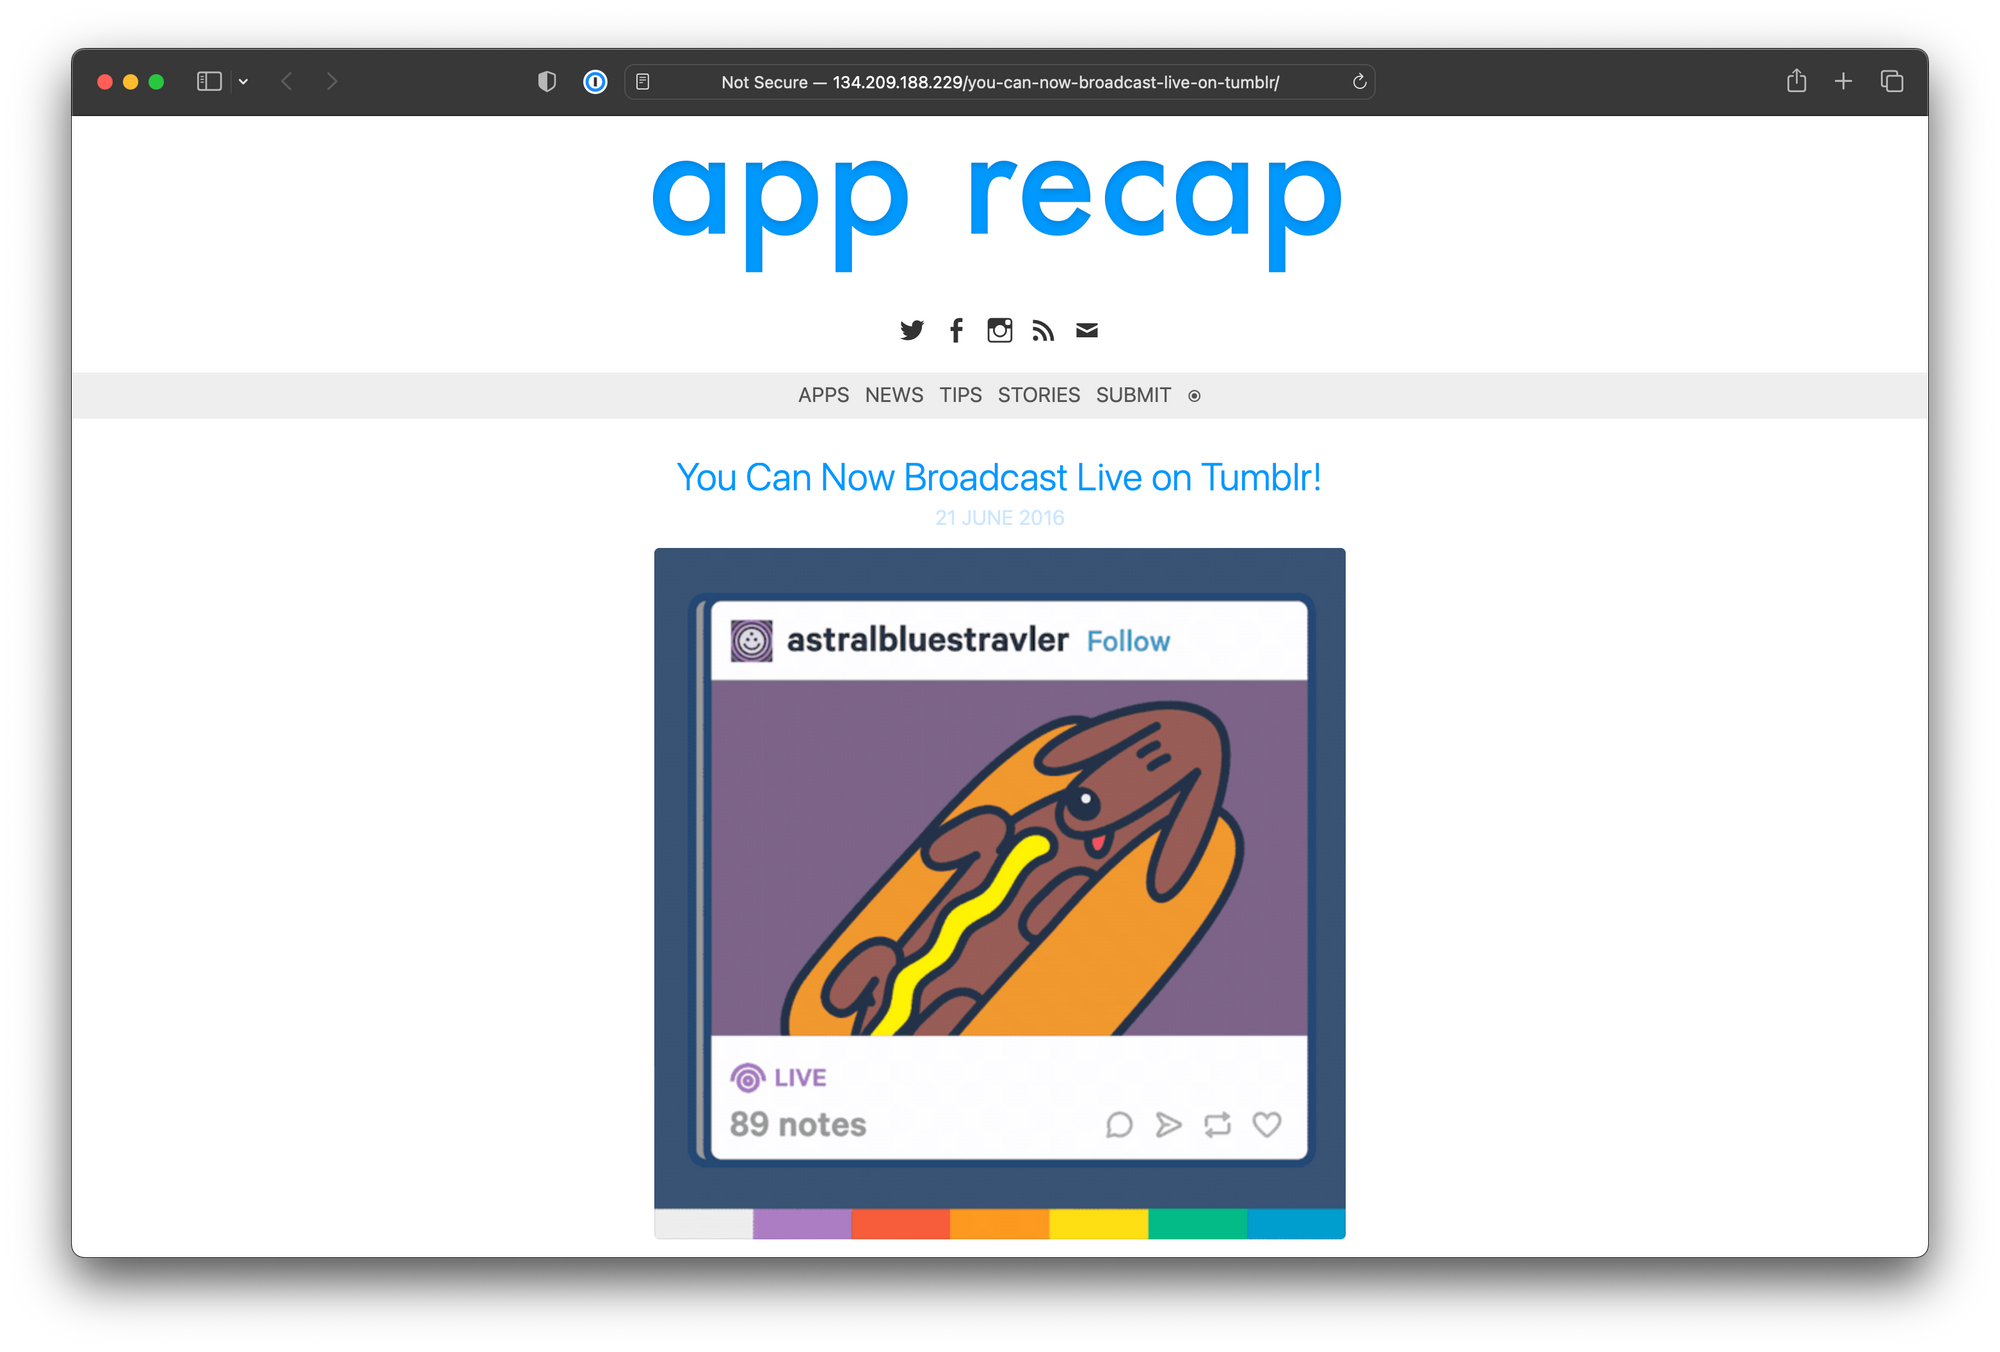 Not Secure — 134.209.188.229/you-can-now-broadcast-live-on-tumblr/
app recap
APPS NEWS TIPS STORIES SUBMIT
You Can Now Broadcast Live on Tumblr!
21 JUNE 2016
astralbluestravler Follow
LIVE
89 notes